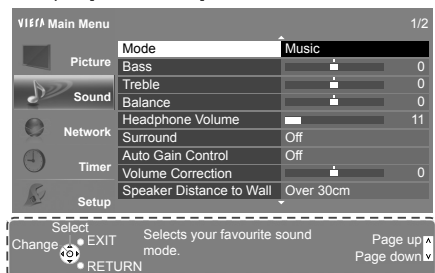 VIErA Main Menu 1/2
Picture
Sound
Network
Timer
Setup
Mode Music
Bass 0
Treble 0
Balance 0
Headphone Volume 11
Surround Off
Auto Gain Control Off
Volume Correction 0
Speaker Distance to Wall Over 30cm
Select
Change
EXIT
RETURN
Selects your favourite sound
mode.
Page up
Page down